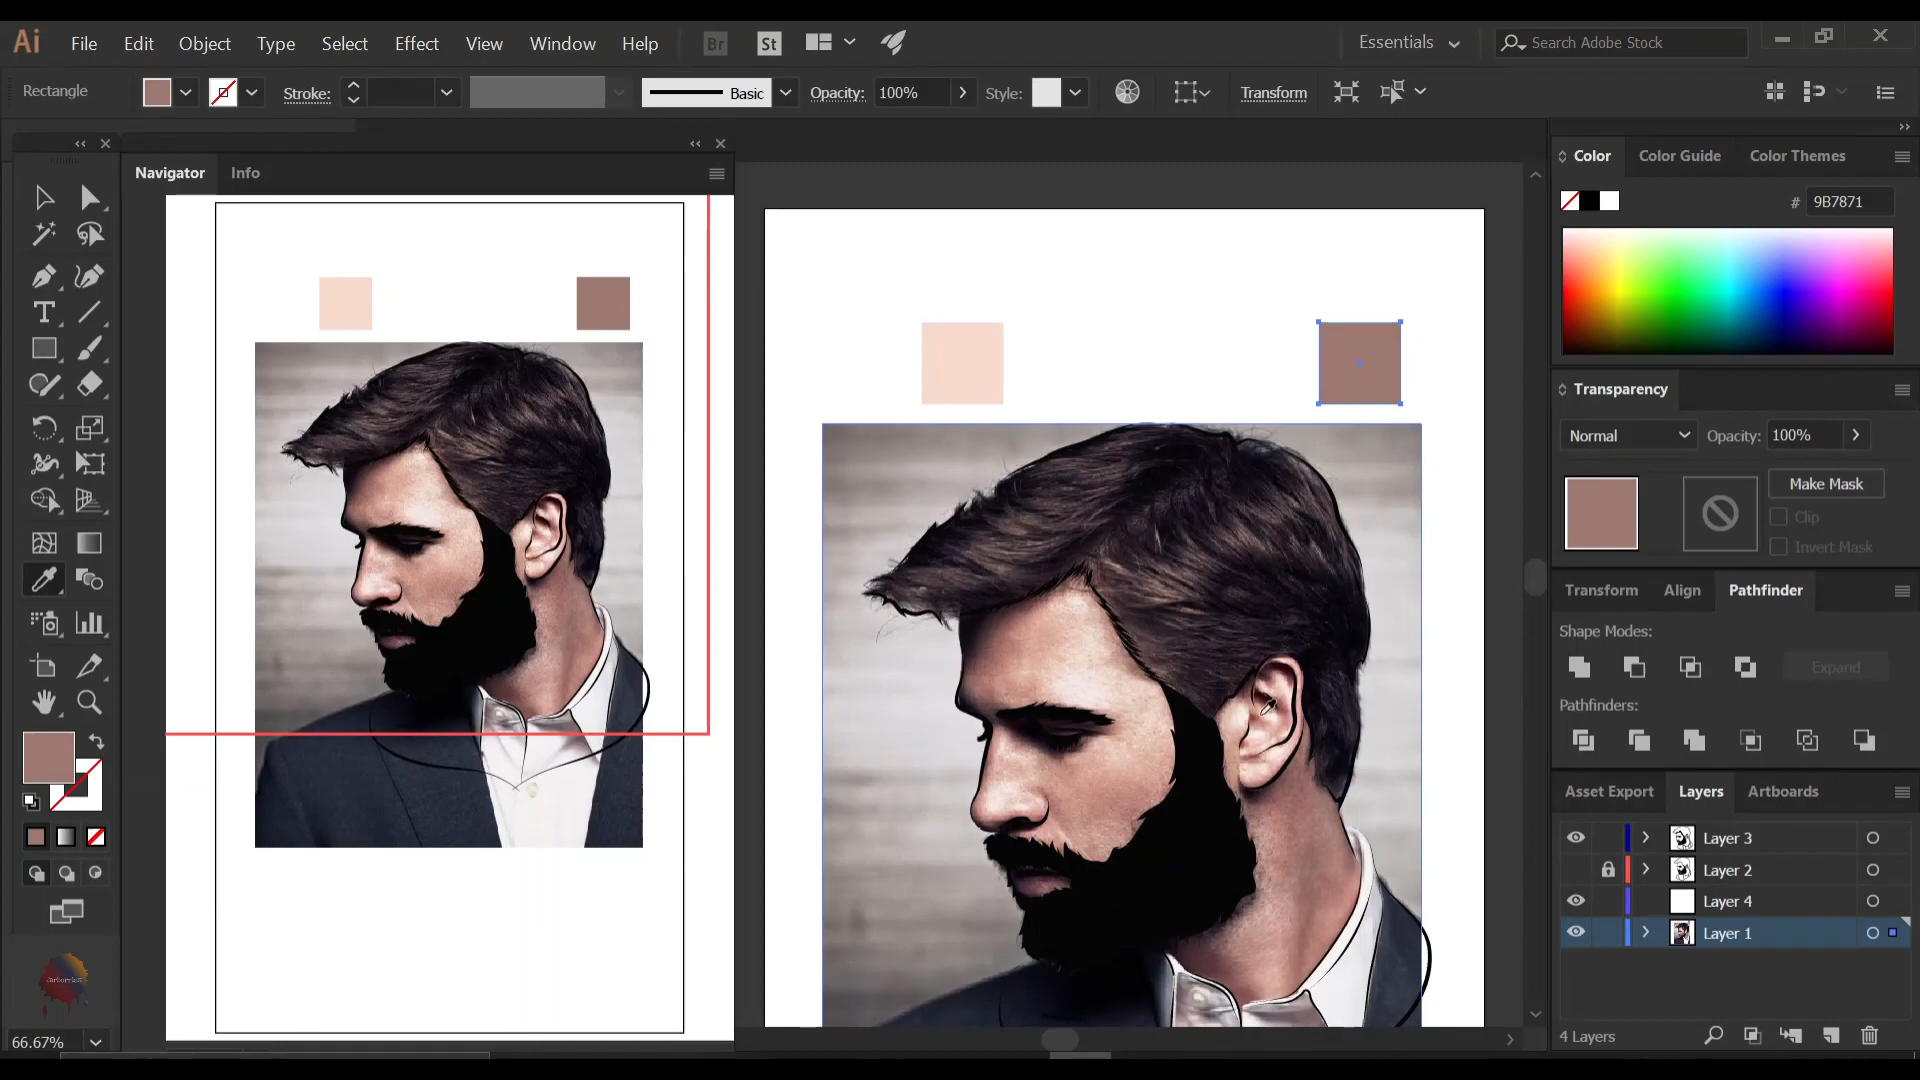 Ai File Edit Object Type Select Effect View Window Help Br St Essentials Search Adobe Stock
Rectangle Stroke: Basic Opacity: 100% Style: Transform
Navigator Info
Color Color Guide Color Themes
# 9B7871
Transparency
Normal Opacity: 100%
Make Mask
Clip
Invert Mask
Transform Align Pathfinder
Shape Modes:
Expand
Pathfinders:
Asset Export Layers Artboards
Layer 3
Layer 2
Layer 4
Layer 1
4 Layers
66.67%